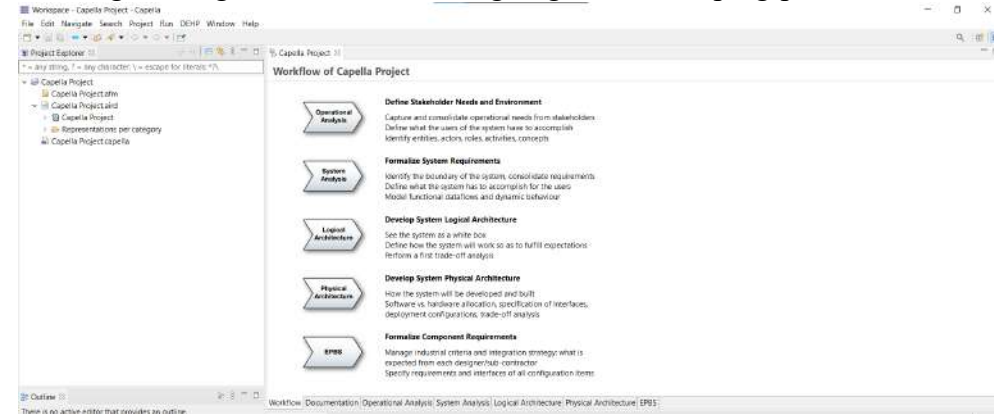 Workspace - Capella Project - Capella
File Edit Navigate Search Project Run DEHP Window Help
Project Explorer
* = any string, ? = any character, \ = escape for literals: *?\
Capella Project
Capella Project.afm
Capella Project.aird
Capella Project
Representations per category
Capella Project.capella
Outline
There is no active editor that provides an outline
Capella Project
Workflow of Capella Project
Operational
Analysis
Define Stakeholder Needs and Environment
Capture and consolidate operational needs from stakeholders
Define what the users of the system have to accomplish
Identify entities, actors, roles, activities, concepts
System
Analysis
Formalize System Requirements
Identify the boundary of the system, consolidate requirements
Define what the system has to accomplish for the users
Model functional dataflows and dynamic behaviour
Logical
Architecture
Develop System Logical Architecture
See the system as a white box
Define how the system will work so as to fulfill expectations
Perform a first trade-off analysis
Physical
Architecture
Develop System Physical Architecture
How the system will be developed and built
Software vs. hardware allocation, specification of interfaces,
deployment configurations, trade-off analysis
EPBS
Formalize Component Requirements
Manage industrial criteria and integration strategy: what is
expected from each designer/sub-contractor
Specify requirements and interfaces of all configuration items
Workflow Documentation Operational Analysis System Analysis Logical Architecture Physical Architecture EPBS